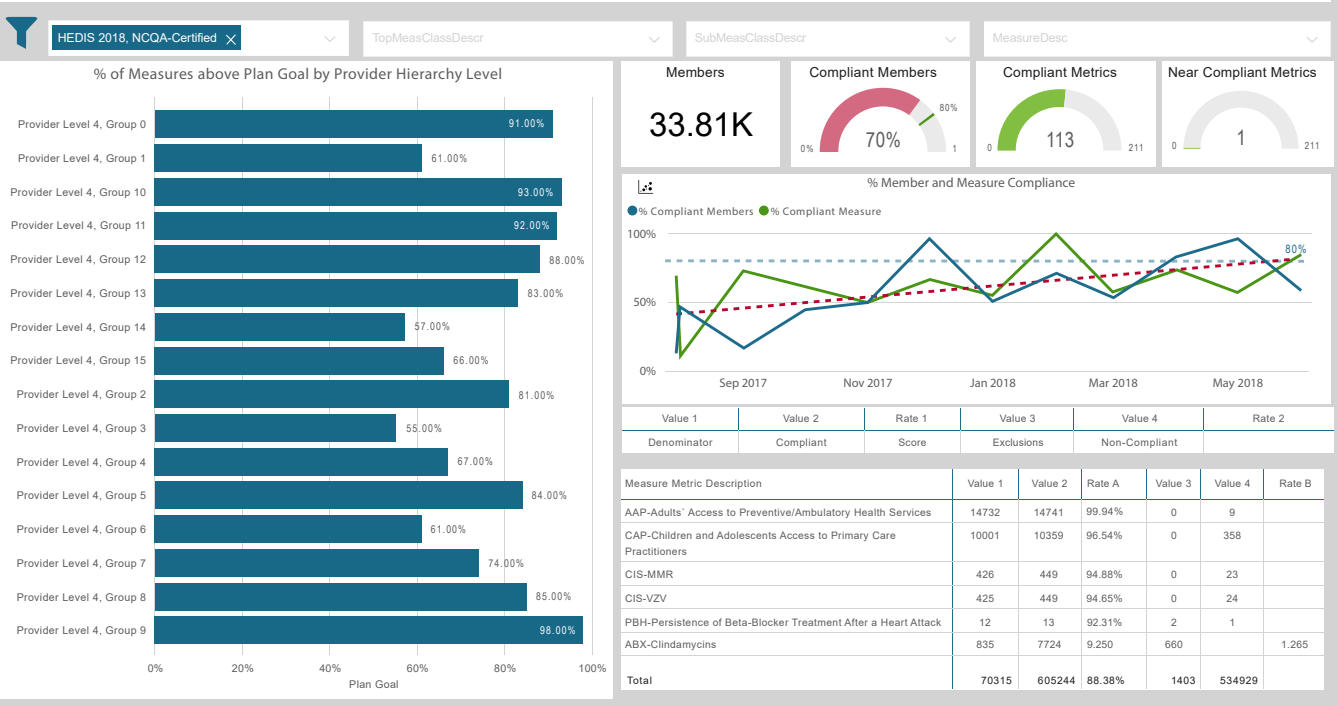 HEDIS 2018, NCQA-Certified
TopMeasClassDescr
SubMeasClassDescr
MeasureDesc
% of Measures above Plan Goal by Provider Hierarchy Level
Provider Level 4, Group 0 91.00%
Provider Level 4, Group 1 61.00%
Provider Level 4, Group 10 93.00%
Provider Level 4, Group 11 92.00%
Provider Level 4, Group 12 88.00%
Provider Level 4, Group 13 83.00%
Provider Level 4, Group 14 57.00%
Provider Level 4, Group 15 66.00%
Provider Level 4, Group 2 81.00%
Provider Level 4, Group 3 55.00%
Provider Level 4, Group 4 67.00%
Provider Level 4, Group 5 84.00%
Provider Level 4, Group 6 61.00%
Provider Level 4, Group 7 74.00%
Provider Level 4, Group 8 85.00%
Provider Level 4, Group 9 98.00%
0% 20% 40% 60% 80% 100%
Plan Goal
Members
33.81K
Compliant Members
80%
70%
0% 1
Compliant Metrics
113
0 211
Near Compliant Metrics
1
0 211
% Member and Measure Compliance
% Compliant Members % Compliant Measure
100%
80%
50%
0%
Sep 2017 Nov 2017 Jan 2018 Mar 2018 May 2018
Value 1 Value 2 Rate 1 Value 3 Value 4 Rate 2
Denominator Compliant Score Exclusions Non-Compliant
Measure Metric Description Value 1 Value 2 Rate A Value 3 Value 4 Rate B
AAP-Adults` Access to Preventive/Ambulatory Health Services 14732 14741 99.94% 0 9
CAP-Children and Adolescents Access to Primary Care 10001 10359 96.54% 0 358
Practitioners
CIS-MMR 426 449 94.88% 0 23
CIS-VZV 425 449 94.65% 0 24
PBH-Persistence of Beta-Blocker Treatment After a Heart Attack 12 13 92.31% 2 1
ABX-Clindamycins 835 7724 9.250 660 1.265
Total 70315 605244 88.38% 1403 534929